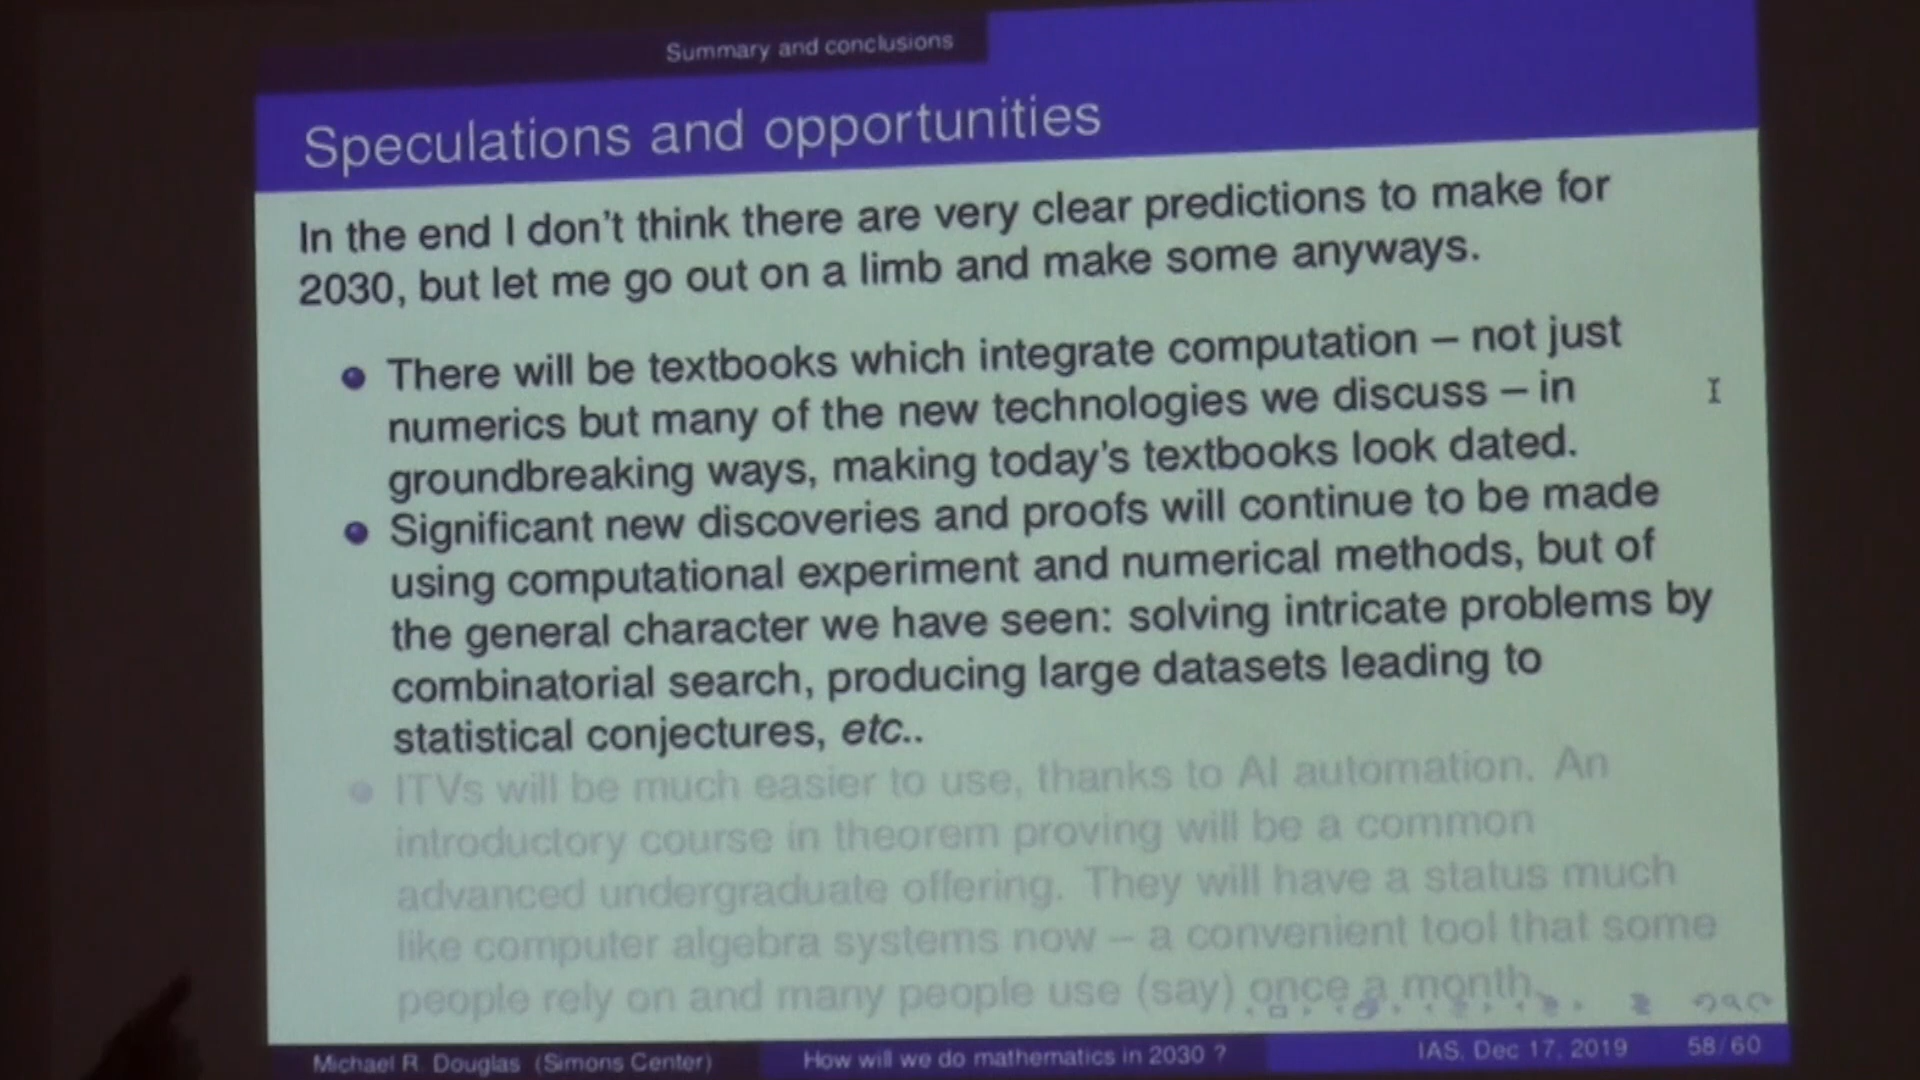 Summary and conclusions
Speculations and opportunities
In the end I don't think there are very clear predictions to make for
2030, but let me go out on a limb and make some anyways.
There will be textbooks which integrate computation – not just
numerics but many of the new technologies we discuss – in
groundbreaking ways, making today's textbooks look dated.
Significant new discoveries and proofs will continue to be made
using computational experiment and numerical methods, but of
the general character we have seen: solving intricate problems by
combinatorial search, producing large datasets leading to
statistical conjectures, etc..
ITVs will be much easier to use, thanks to AI automation. An
introductory course in theorem proving will be a common
advanced undergraduate offering. They will have a status much
like computer algebra systems now – a convenient tool that some
people rely on and many people use (say) once a month.
Michael R. Douglas (Simons Center) How will we do mathematics in 2030 ? IAS, Dec 17, 2019 58/60